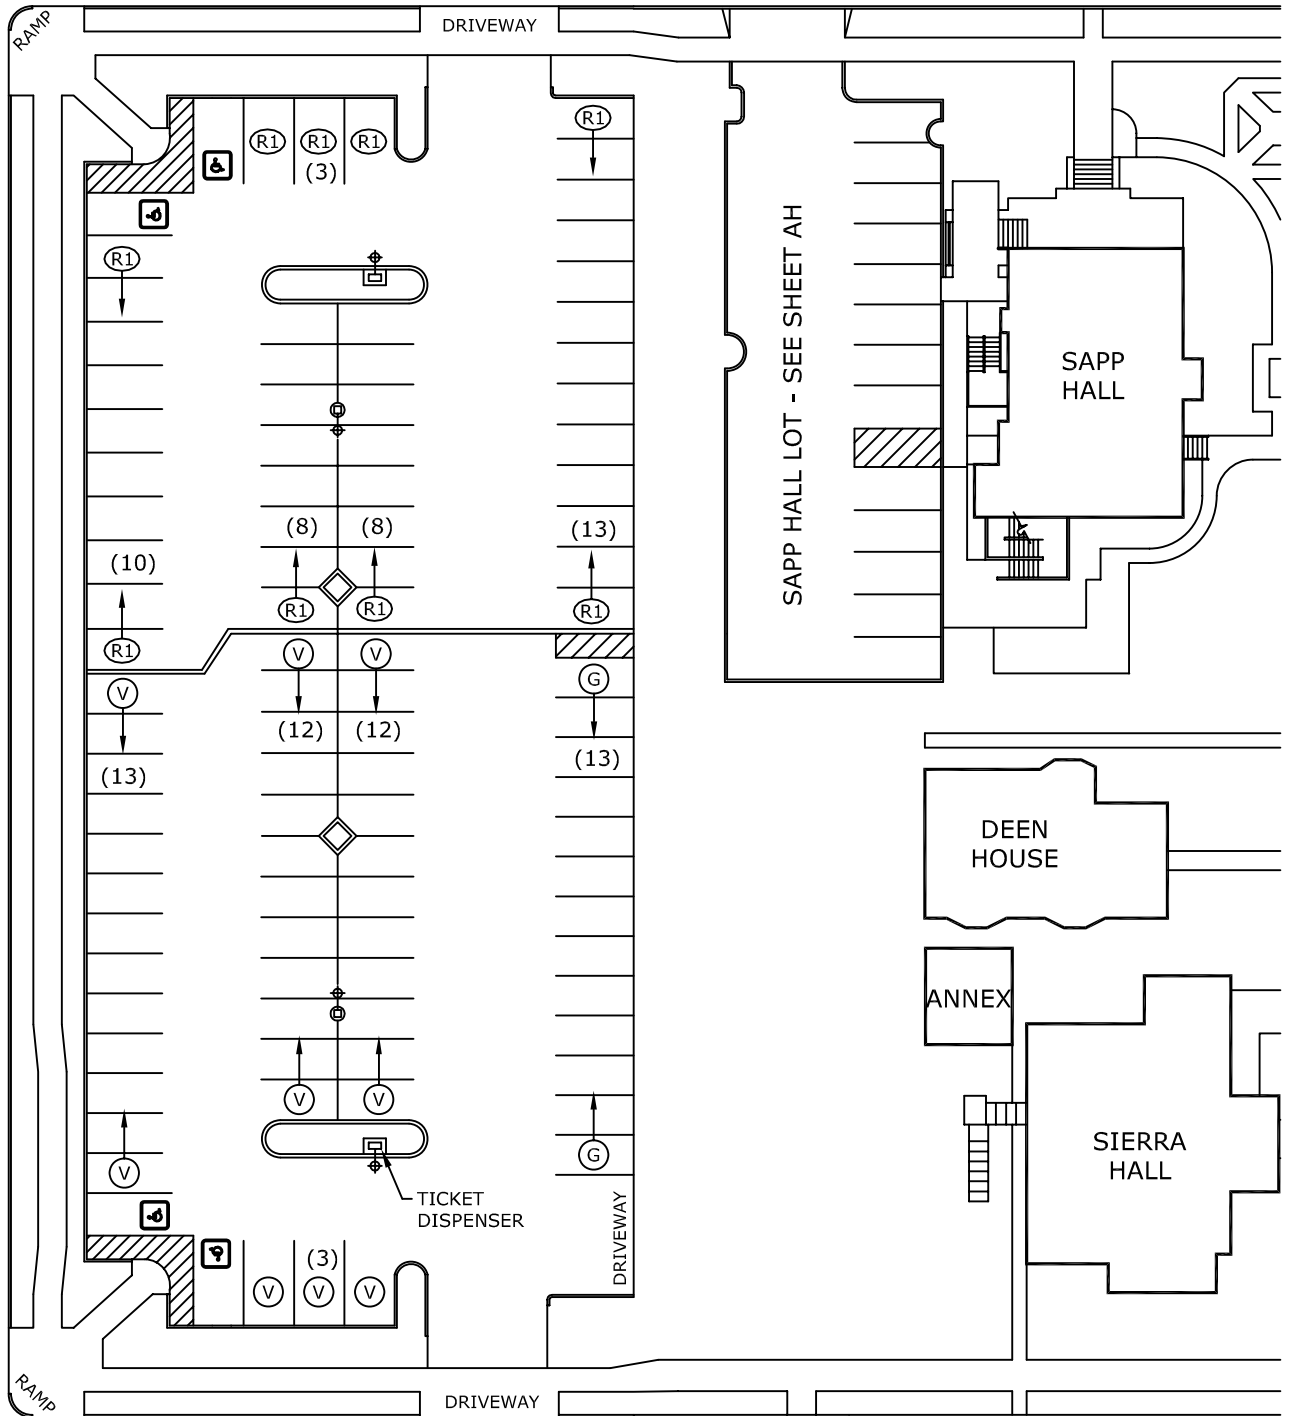 RAMP
DRIVEWAY
R1
R1
R1
(3)
R1
R1
SAPP HALL LOT - SEE SHEET AH
SAPP
HALL
(8)
(8)
(13)
(10)
R1
R1
R1
R1
V
V
V
G
(12)
(12)
(13)
(13)
DEEN
HOUSE
ANNEX
V
V
V
G
SIERRA
HALL
TICKET
DISPENSER
DRIVEWAY
(3)
V
V
V
RAMP
DRIVEWAY